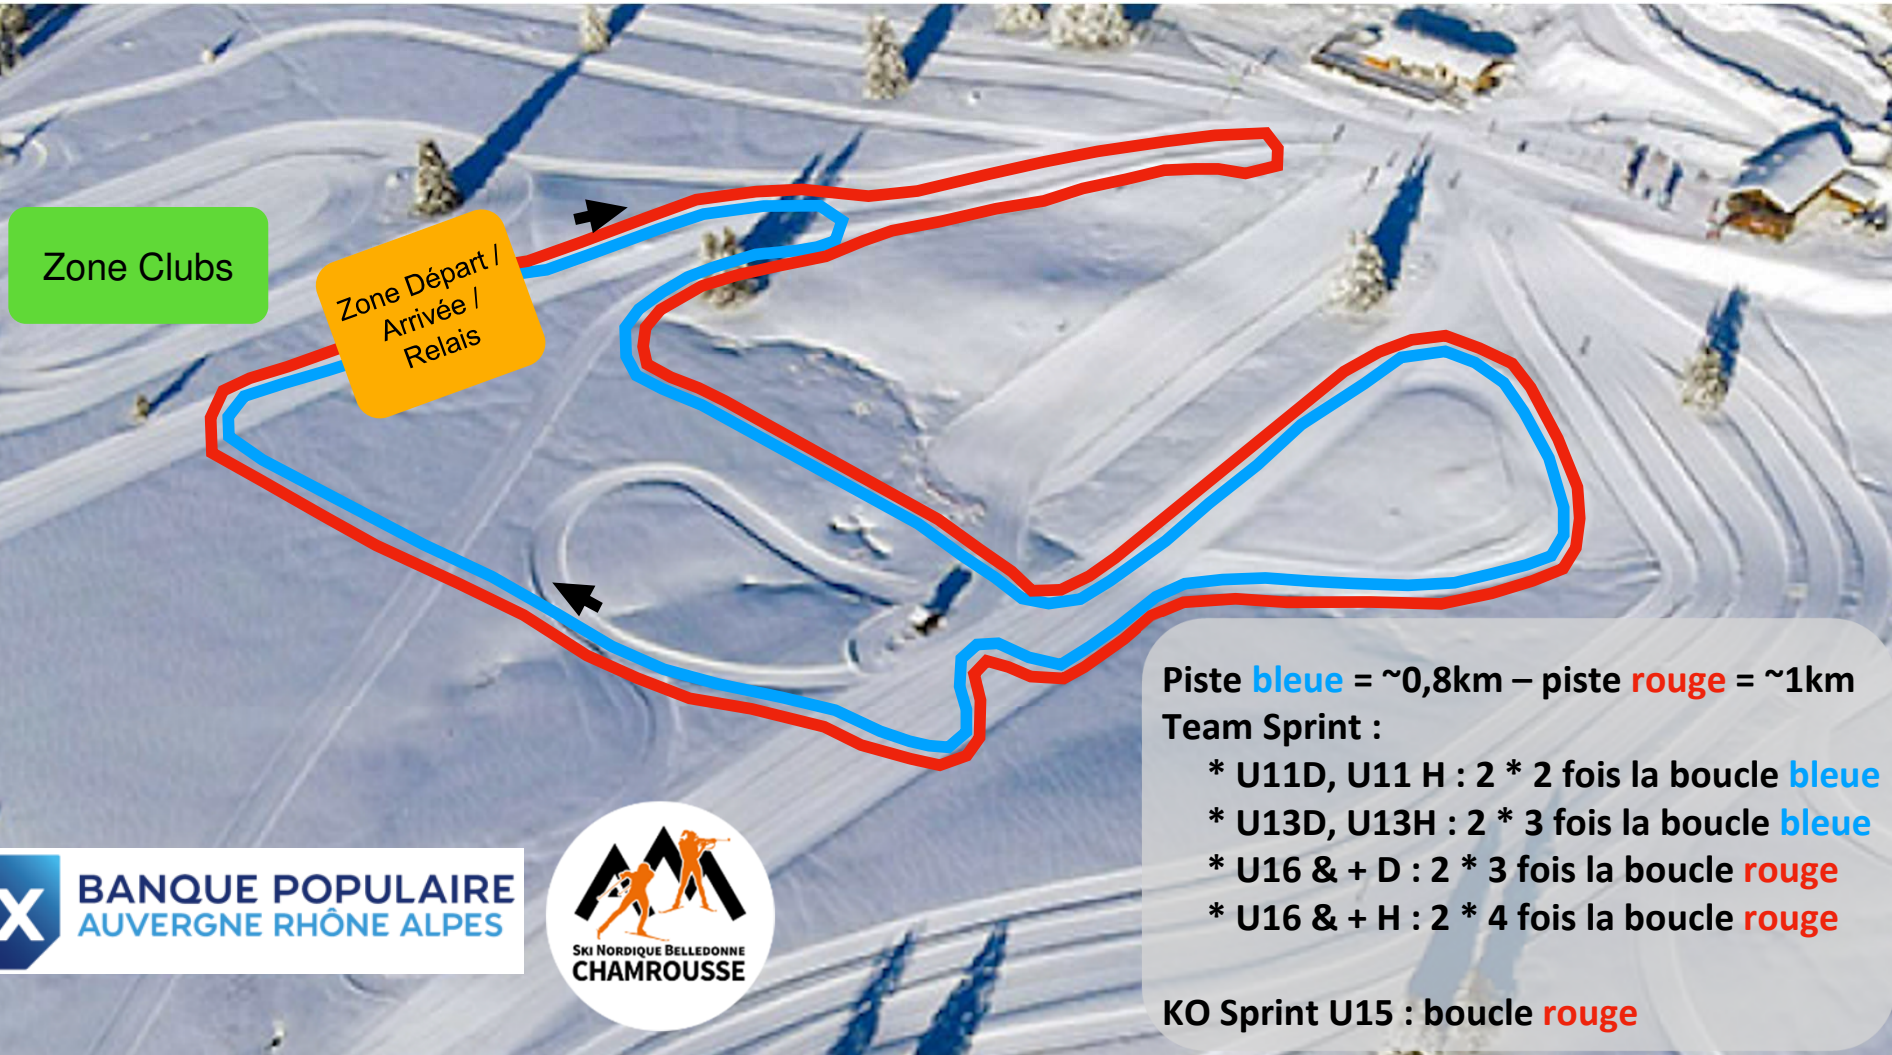 Zone Clubs
Zone Départ /
Arrivée /
Relais
Piste bleue = ~0,8km – piste rouge = ~1km
Team Sprint :
* U11D, U11 H : 2 * 2 fois la boucle bleue
* U13D, U13H : 2 * 3 fois la boucle bleue
* U16 & + D : 2 * 3 fois la boucle rouge
* U16 & + H : 2 * 4 fois la boucle rouge
KO Sprint U15 : boucle rouge
X BANQUE POPULAIRE
AUVERGNE RHÔNE ALPES
SKI NORDIQUE BELLEDONNE
CHAMROUSSE